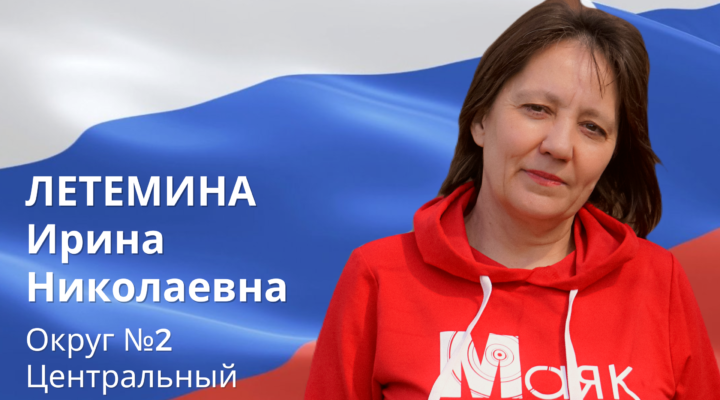 ЛЕТЕМИНА
Ирина
Николаевна
Округ №2
Центральный
Маяк